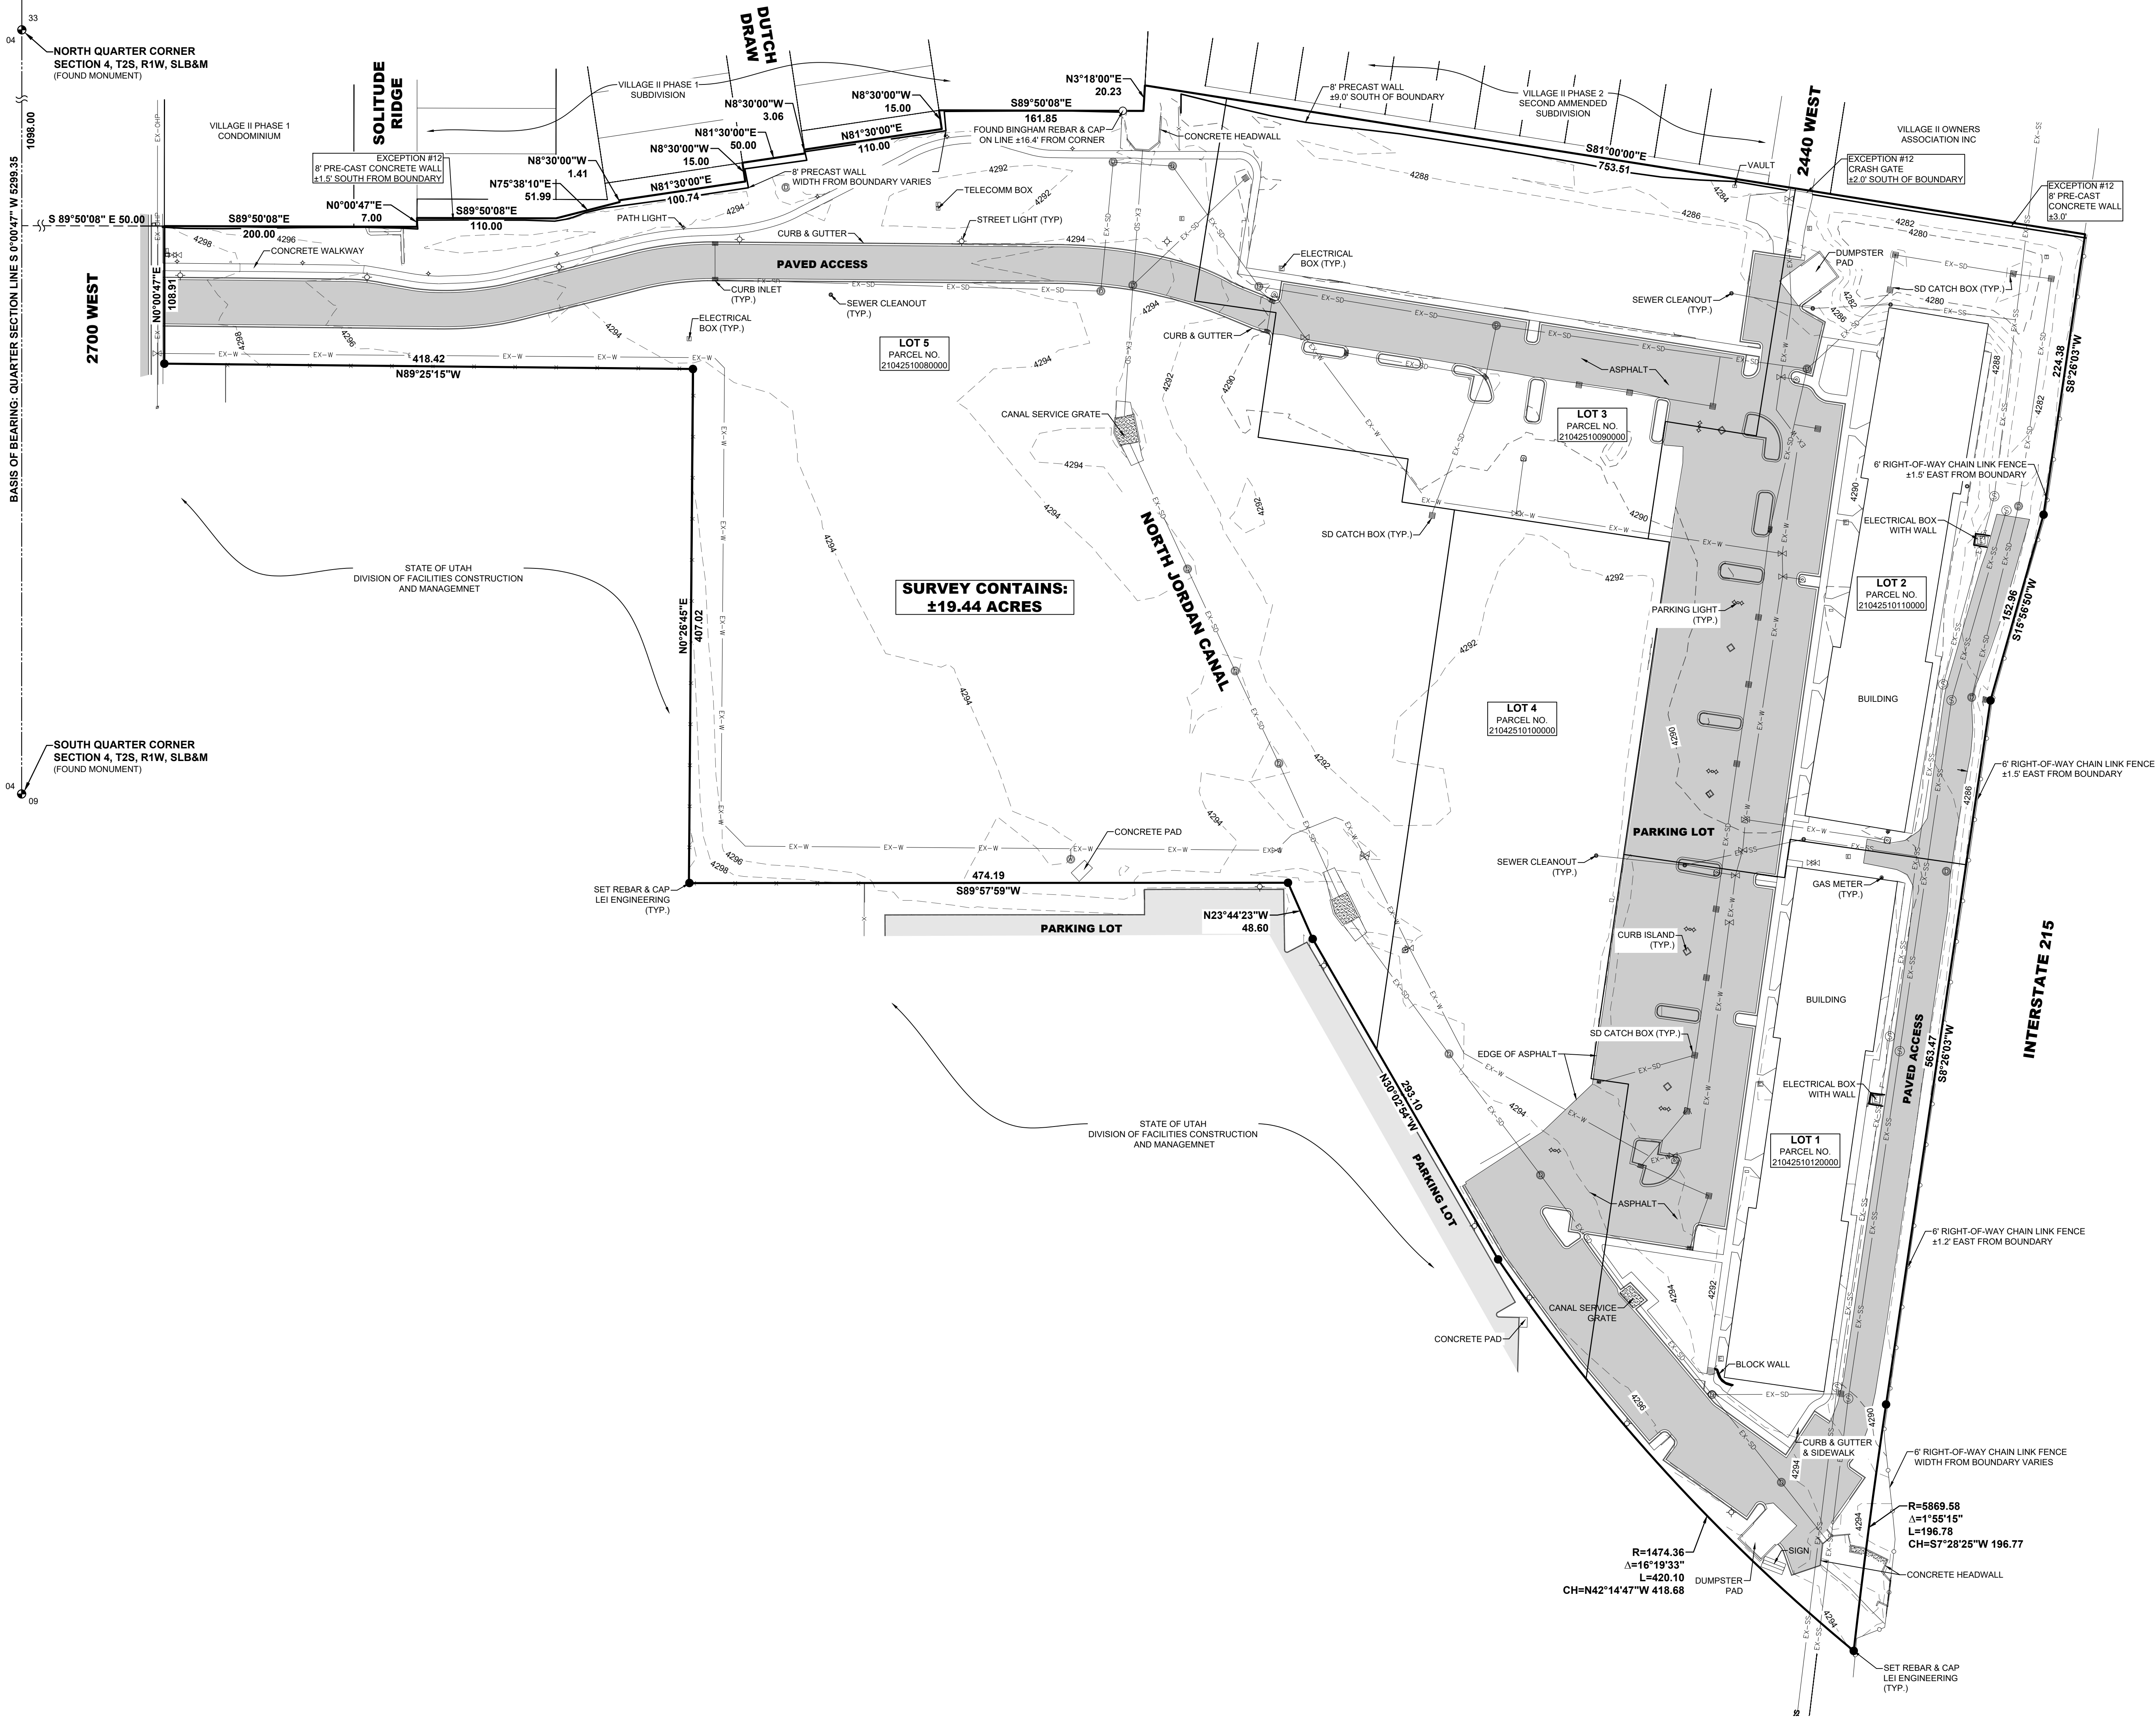 33
04
NORTH QUARTER CORNER
SECTION 4, T2S, R1W, SLB&M
(FOUND MONUMENT)
1098.00
BASIS OF BEARING: QUARTER SECTION LINE S 0°00'47" W 5299.35
S 89°50'08" E 50.00
2700 WEST
SOUTH QUARTER CORNER
SECTION 4, T2S, R1W, SLB&M
(FOUND MONUMENT)
04
09
VILLAGE II PHASE 1
CONDOMINIUM
SOLITUDE
RIDGE
DUTCH
DRAW
VILLAGE II PHASE 1
SUBDIVISION
EXCEPTION #12
8' PRE-CAST CONCRETE WALL
±1.5' SOUTH FROM BOUNDARY
S89°50'08"E
200.00
N0°00'47"E
7.00
S89°50'08"E
110.00
N75°38'10"E
51.99
N8°30'00"W
1.41
N81°30'00"E
100.74
N8°30'00"W
15.00
N81°30'00"E
50.00
N8°30'00"W
3.06
N81°30'00"E
110.00
N8°30'00"W
15.00
S89°50'08"E
161.85
FOUND BINGHAM REBAR & CAP
ON LINE ±16.4' FROM CORNER
N3°18'00"E
20.23
8' PRECAST WALL
±9.0' SOUTH OF BOUNDARY
VILLAGE II PHASE 2
SECOND AMMENDED
SUBDIVISION
S81°00'00"E
753.51
VAULT
2440 WEST
VILLAGE II OWNERS
ASSOCIATION INC
EXCEPTION #12
CRASH GATE
±2.0' SOUTH OF BOUNDARY
EXCEPTION #12
8' PRE-CAST
CONCRETE WALL
±3.0'
CONCRETE HEADWALL
8' PRECAST WALL
WIDTH FROM BOUNDARY VARIES
TELECOMM BOX
STREET LIGHT (TYP)
PATH LIGHT
CURB & GUTTER
CONCRETE WALKWAY
PAVED ACCESS
CURB INLET
(TYP.)
SEWER CLEANOUT
(TYP.)
ELECTRICAL
BOX (TYP.)
ELECTRICAL
BOX (TYP.)
CURB & GUTTER
N0°00'47"E
108.91
418.42
N89°25'15"W
LOT 5
PARCEL NO.
21042510080000
CANAL SERVICE GRATE
NORTH JORDAN CANAL
SURVEY CONTAINS:
±19.44 ACRES
STATE OF UTAH
DIVISION OF FACILITIES CONSTRUCTION
AND MANAGEMNET
N0°26'45"E
407.02
SET REBAR & CAP
LEI ENGINEERING
(TYP.)
474.19
S89°57'59"W
CONCRETE PAD
PARKING LOT
N23°44'23"W
48.60
SEWER CLEANOUT
(TYP.)
DUMPSTER
PAD
SD CATCH BOX (TYP.)
ASPHALT
LOT 3
PARCEL NO.
21042510090000
SD CATCH BOX (TYP.)
224.38
S8°26'03"W
6' RIGHT-OF-WAY CHAIN LINK FENCE
±1.5' EAST FROM BOUNDARY
ELECTRICAL BOX
WITH WALL
LOT 2
PARCEL NO.
21042510110000
152.96
S15°56'50"W
PARKING LIGHT
(TYP.)
BUILDING
LOT 4
PARCEL NO.
21042510100000
6' RIGHT-OF-WAY CHAIN LINK FENCE
±1.5' EAST FROM BOUNDARY
PARKING LOT
SEWER CLEANOUT
(TYP.)
GAS METER
(TYP.)
CURB ISLAND
(TYP.)
BUILDING
PAVED ACCESS
563.47
S8°26'03"W
INTERSTATE 215
SD CATCH BOX (TYP.)
EDGE OF ASPHALT
ELECTRICAL BOX
WITH WALL
LOT 1
PARCEL NO.
21042510120000
STATE OF UTAH
DIVISION OF FACILITIES CONSTRUCTION
AND MANAGEMNET
293.10
N30°02'54"W
PARKING LOT
ASPHALT
6' RIGHT-OF-WAY CHAIN LINK FENCE
±1.2' EAST FROM BOUNDARY
CANAL SERVICE
GRATE
CONCRETE PAD
BLOCK WALL
CURB & GUTTER
& SIDEWALK
6' RIGHT-OF-WAY CHAIN LINK FENCE
WIDTH FROM BOUNDARY VARIES
R=5869.58
Δ=1°55'15"
L=196.78
CH=S7°28'25"W 196.77
R=1474.36
Δ=16°19'33"
L=420.10
CH=N42°14'47"W 418.68
DUMPSTER
PAD
SIGN
CONCRETE HEADWALL
SET REBAR & CAP
LEI ENGINEERING
(TYP.)